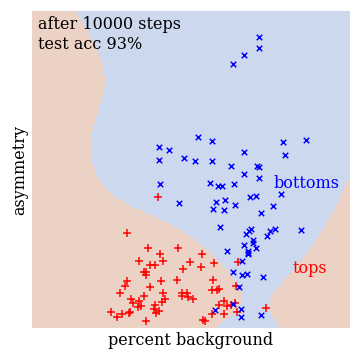 after 10000 steps
test acc 93%
asymmetry
bottoms
tops
percent background